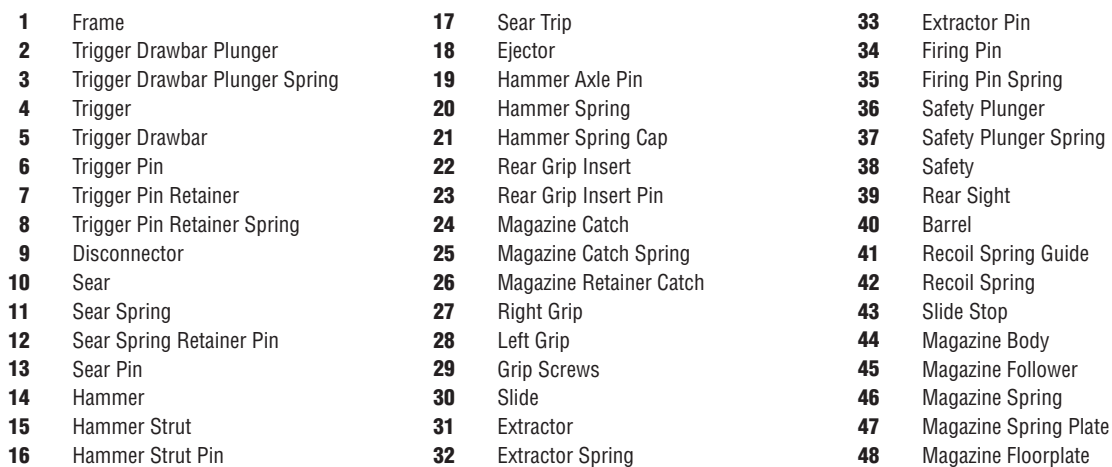 1 Frame
2 Trigger Drawbar Plunger
3 Trigger Drawbar Plunger Spring
4 Trigger
5 Trigger Drawbar
6 Trigger Pin
7 Trigger Pin Retainer
8 Trigger Pin Retainer Spring
9 Disconnector
10 Sear
11 Sear Spring
12 Sear Spring Retainer Pin
13 Sear Pin
14 Hammer
15 Hammer Strut
16 Hammer Strut Pin
17 Sear Trip
18 Ejector
19 Hammer Axle Pin
20 Hammer Spring
21 Hammer Spring Cap
22 Rear Grip Insert
23 Rear Grip Insert Pin
24 Magazine Catch
25 Magazine Catch Spring
26 Magazine Retainer Catch
27 Right Grip
28 Left Grip
29 Grip Screws
30 Slide
31 Extractor
32 Extractor Spring
33 Extractor Pin
34 Firing Pin
35 Firing Pin Spring
36 Safety Plunger
37 Safety Plunger Spring
38 Safety
39 Rear Sight
40 Barrel
41 Recoil Spring Guide
42 Recoil Spring
43 Slide Stop
44 Magazine Body
45 Magazine Follower
46 Magazine Spring
47 Magazine Spring Plate
48 Magazine Floorplate